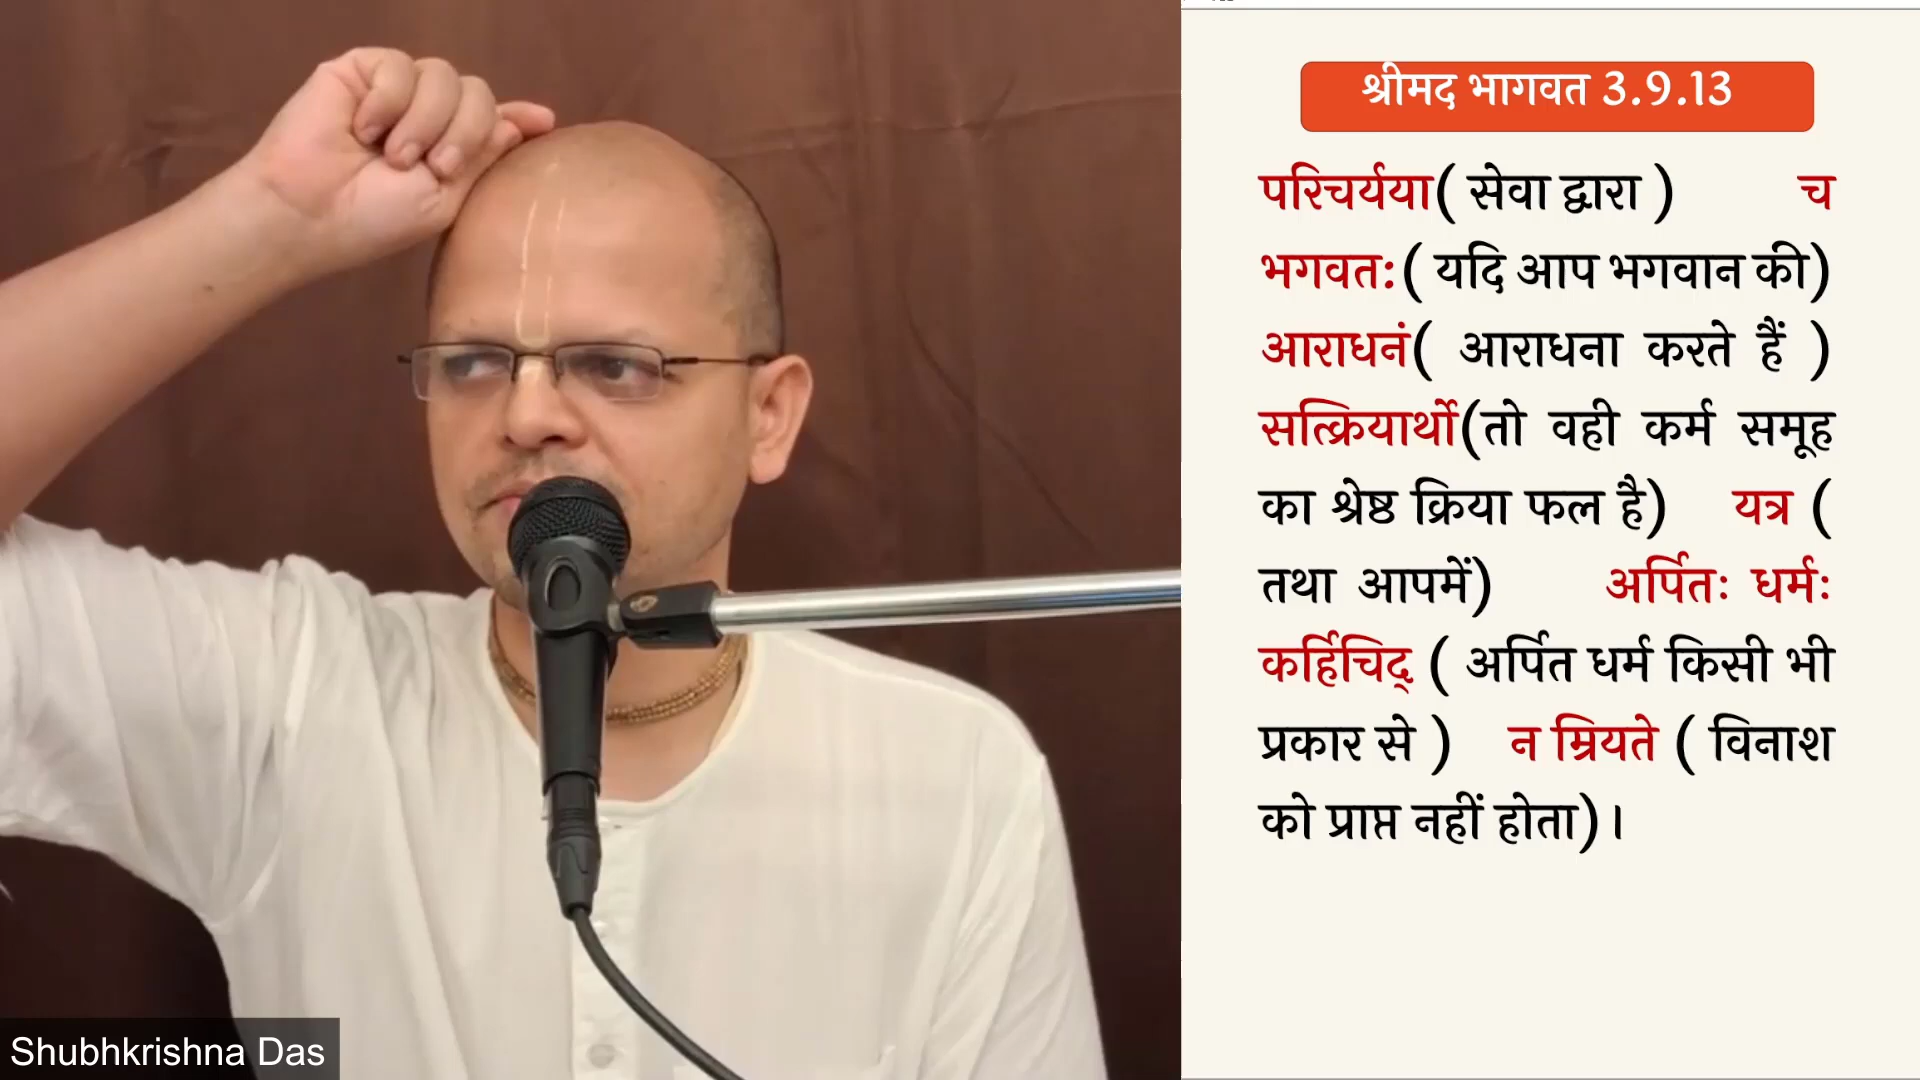 श्रीमद भागवत 3.9.13
परिचर्यया( सेवा द्वारा ) च
भगवत:( यदि आप भगवान की)
आराधनं( आराधना करते हैं )
सत्क्रियार्थो(तो वही कर्म समूह
का श्रेष्ठ क्रिया फल है) यत्र (
तथा आपमें) अर्पितः धर्मः
कर्हिचिद् ( अर्पित धर्म किसी भी
प्रकार से ) न म्रियते ( विनाश
को प्राप्त नहीं होता)।
Shubhkrishna Das